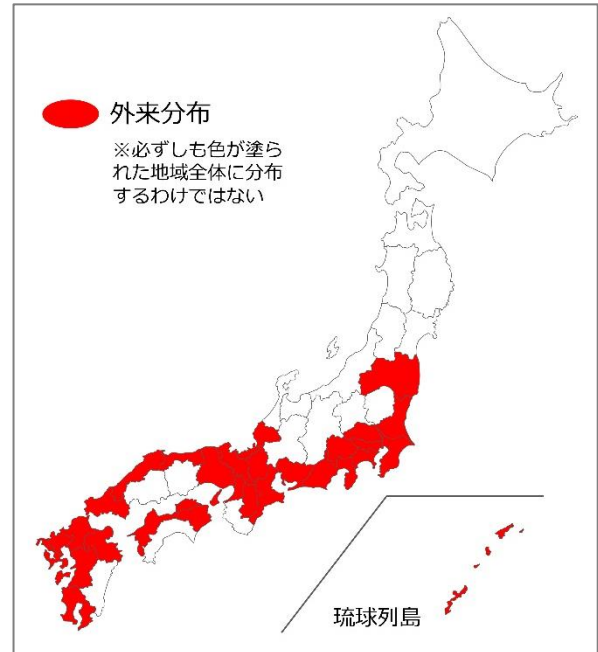 外来分布
※必ずしも色が塗ら
れた地域全体に分布
するわけではない
琉球列島